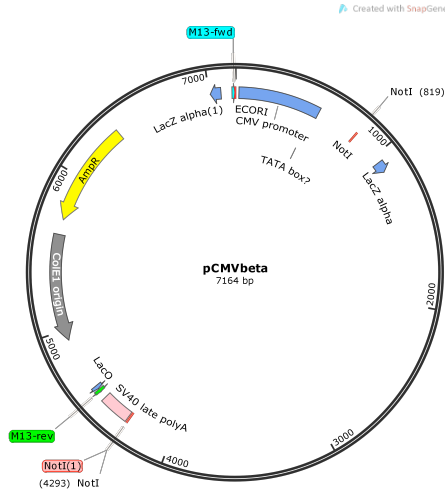 Created with SnapGene
M13-fwd
7000
LacZ alpha(1)
ECORI
CMV promoter
TATA box?
NotI (819)
NotI
1000
LacZ alpha
AmpR
6000
pCMVbeta
7164 bp
ColE1 origin
2000
5000
LacO
SV40 late polyA
M13-rev
NotI(1)
(4293) NotI
4000
3000